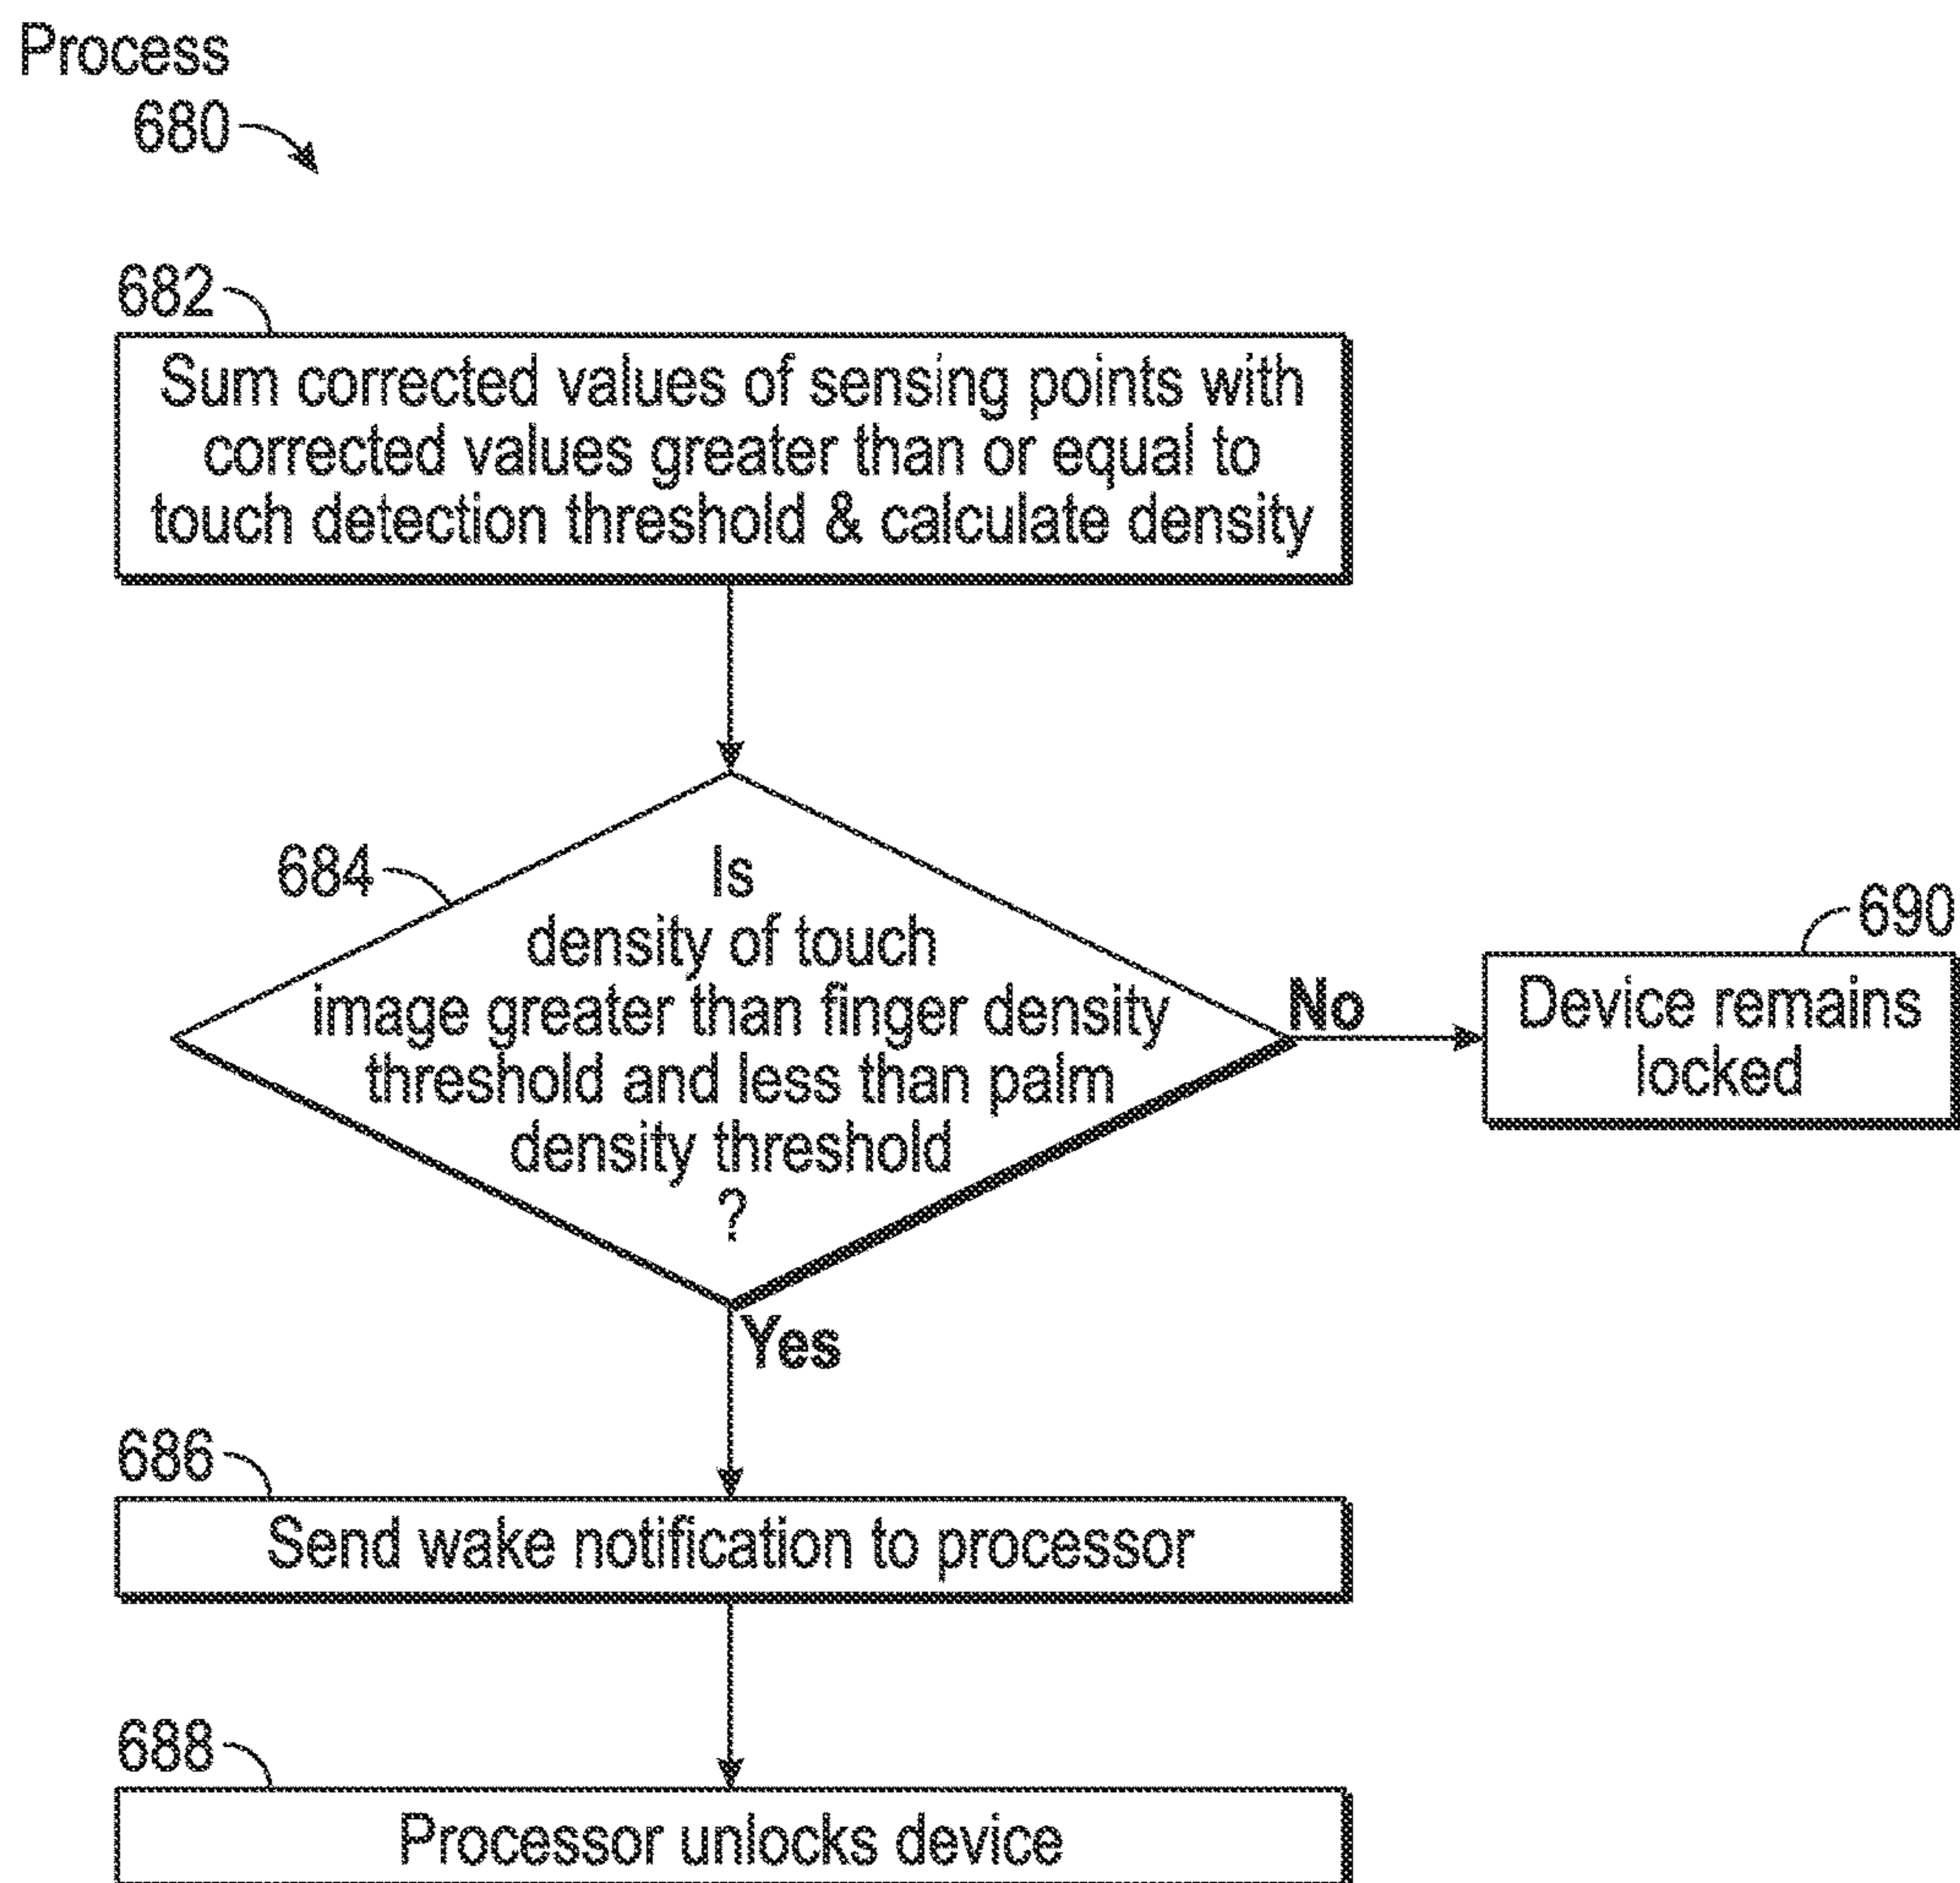 Process
680
682
Sum corrected values of sensing points with
corrected values greater than or equal to
touch detection threshold & calculate density
684
Is
density of touch
image greater than finger density
threshold and less than palm
density threshold
?
No
690
Device remains
locked
Yes
686
Send wake notification to processor
688
Processor unlocks device